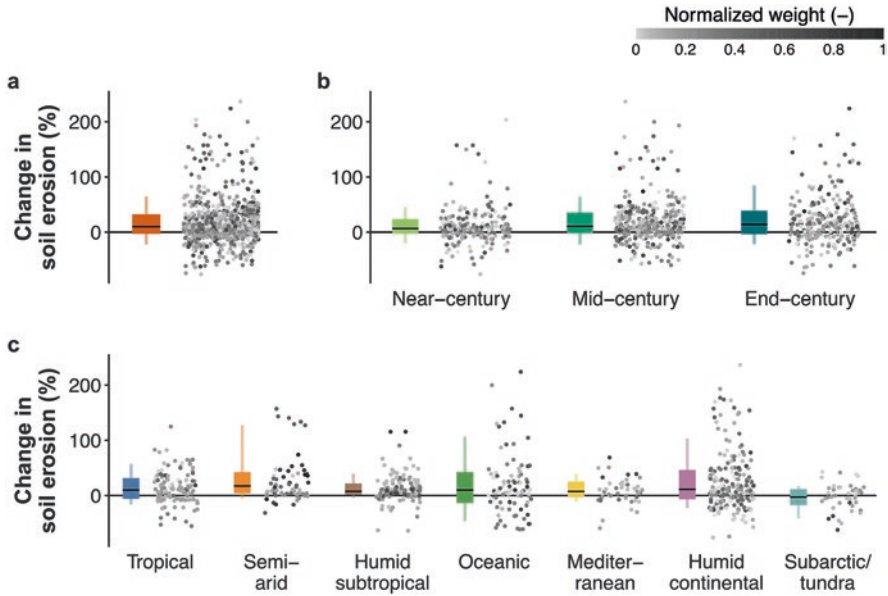 Normalized weight (−)
0 0.2 0.4 0.6 0.8 1
a
b
Change in
soil erosion (%)
200
100
0
200
100
0
Near−century Mid−century End−century
c
Change in
soil erosion (%)
200
100
0
Tropical Semi− Humid Oceanic Mediter− Humid Subarctic/
arid subtropical ranean continental tundra